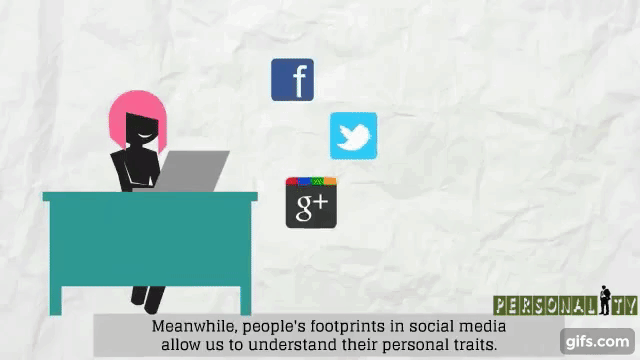 f
g+
PERSONALITY
Meanwhile, people's footprints in social media
allow us to understand their personal traits.
gifs.com